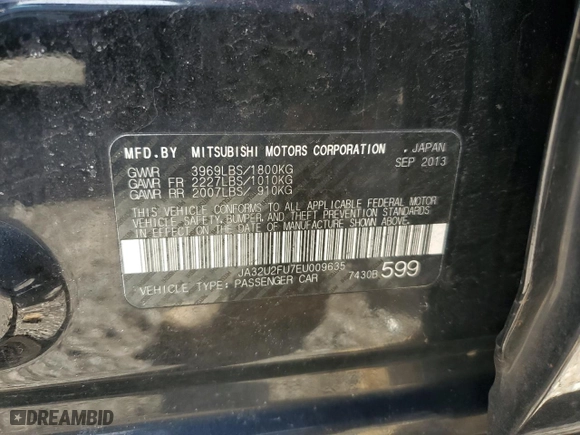 MFD.BY MITSUBISHI MOTORS CORPORATION . JAPAN
GVWR 3969LBS/1800KG SEP 2013
GAWR FR 2227LBS/1010KG
GAWR RR 2007LBS/ 910KG
THIS VEHICLE CONFORMS TO ALL APPLICABLE FEDERAL MOTOR
VEHICLE SAFETY,BUMPER, AND THEFT PREVENTION STANDARDS
IN EFFECT ON THE DATE OF MANUFACTURE SHOWN ABOVE.
JA32U2FU7EU009635
VEHICLE TYPE: PASSENGER CAR 7430B 599
DREAMBID